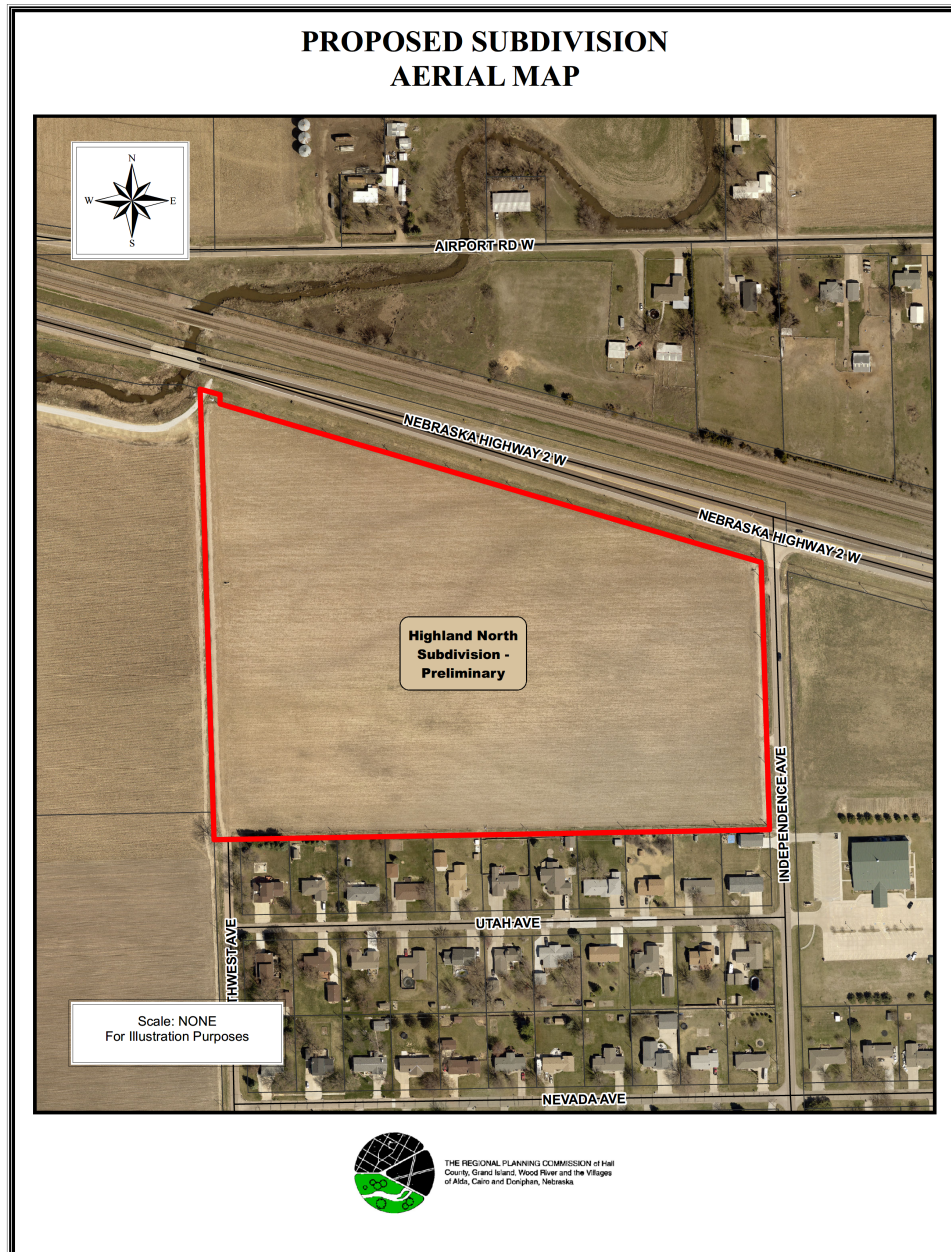 PROPOSED SUBDIVISION
AERIAL MAP
N
W E
S
AIRPORT RD W
NEBRASKA HIGHWAY 2 W
NEBRASKA HIGHWAY 2 W
Highland North
Subdivision -
Preliminary
INDEPENDENCE AVE
UTAH AVE
THWEST AVE
Scale: NONE
For Illustration Purposes
NEVADA AVE
THE REGIONAL PLANNING COMMISSION of Hall
County, Grand Island, Wood River and the Villages
of Alda, Cairo and Doniphan, Nebraska